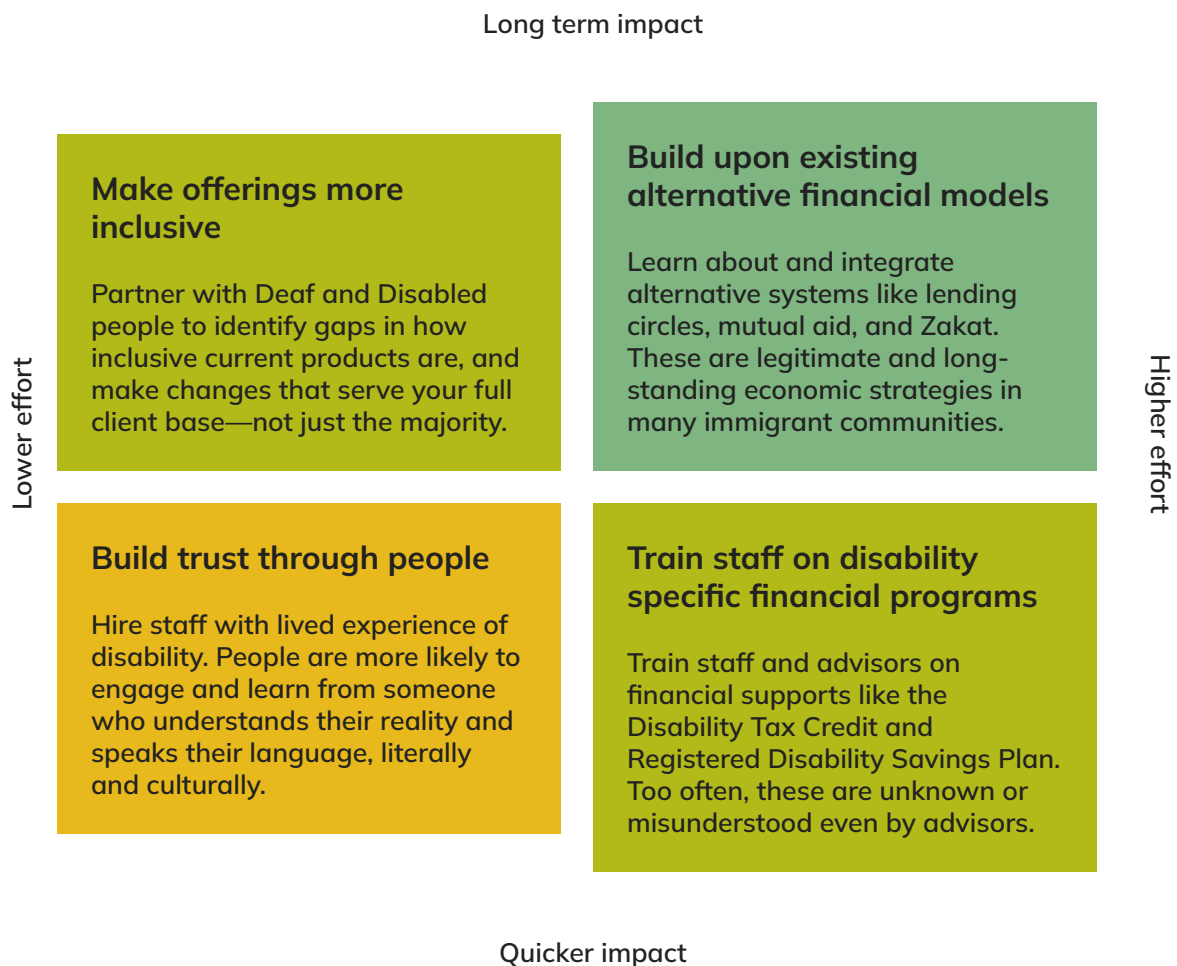 Long term impact
Make offerings more
inclusive
Partner with Deaf and Disabled
people to identify gaps in how
inclusive current products are, and
make changes that serve your full
client base—not just the majority.
Build upon existing
alternative financial models
Learn about and integrate
alternative systems like lending
circles, mutual aid, and Zakat.
These are legitimate and long-
standing economic strategies in
many immigrant communities.
Lower effort
Higher effort
Build trust through people
Hire staff with lived experience of
disability. People are more likely to
engage and learn from someone
who understands their reality and
speaks their language, literally
and culturally.
Train staff on disability
specific financial programs
Train staff and advisors on
financial supports like the
Disability Tax Credit and
Registered Disability Savings Plan.
Too often, these are unknown or
misunderstood even by advisors.
Quicker impact